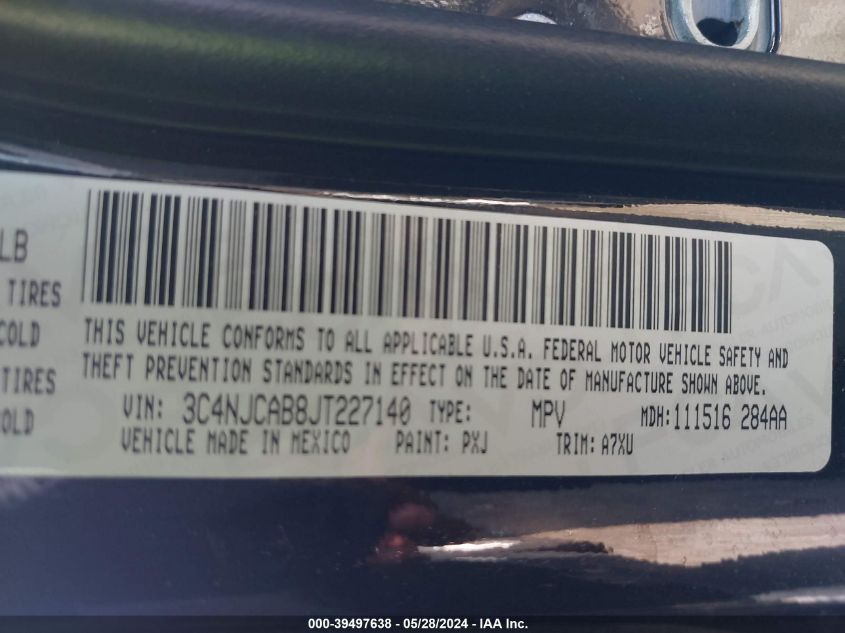 LB
TIRES
COLD
TIRES
OLD
THIS VEHICLE CONFORMS TO ALL APPLICABLE U.S.A. FEDERAL MOTOR VEHICLE SAFETY AND
THEFT PREVENTION STANDARDS IN EFFECT ON THE DATE OF MANUFACTURE SHOWN ABOVE.
VIN: 3C4NJCAB8JT227140 TYPE: MPV MDH:111516 284AA
VEHICLE MADE IN MEXICO PAINT: PXJ TRIM: A7XU
000-39497638 - 05/28/2024 - IAA Inc.